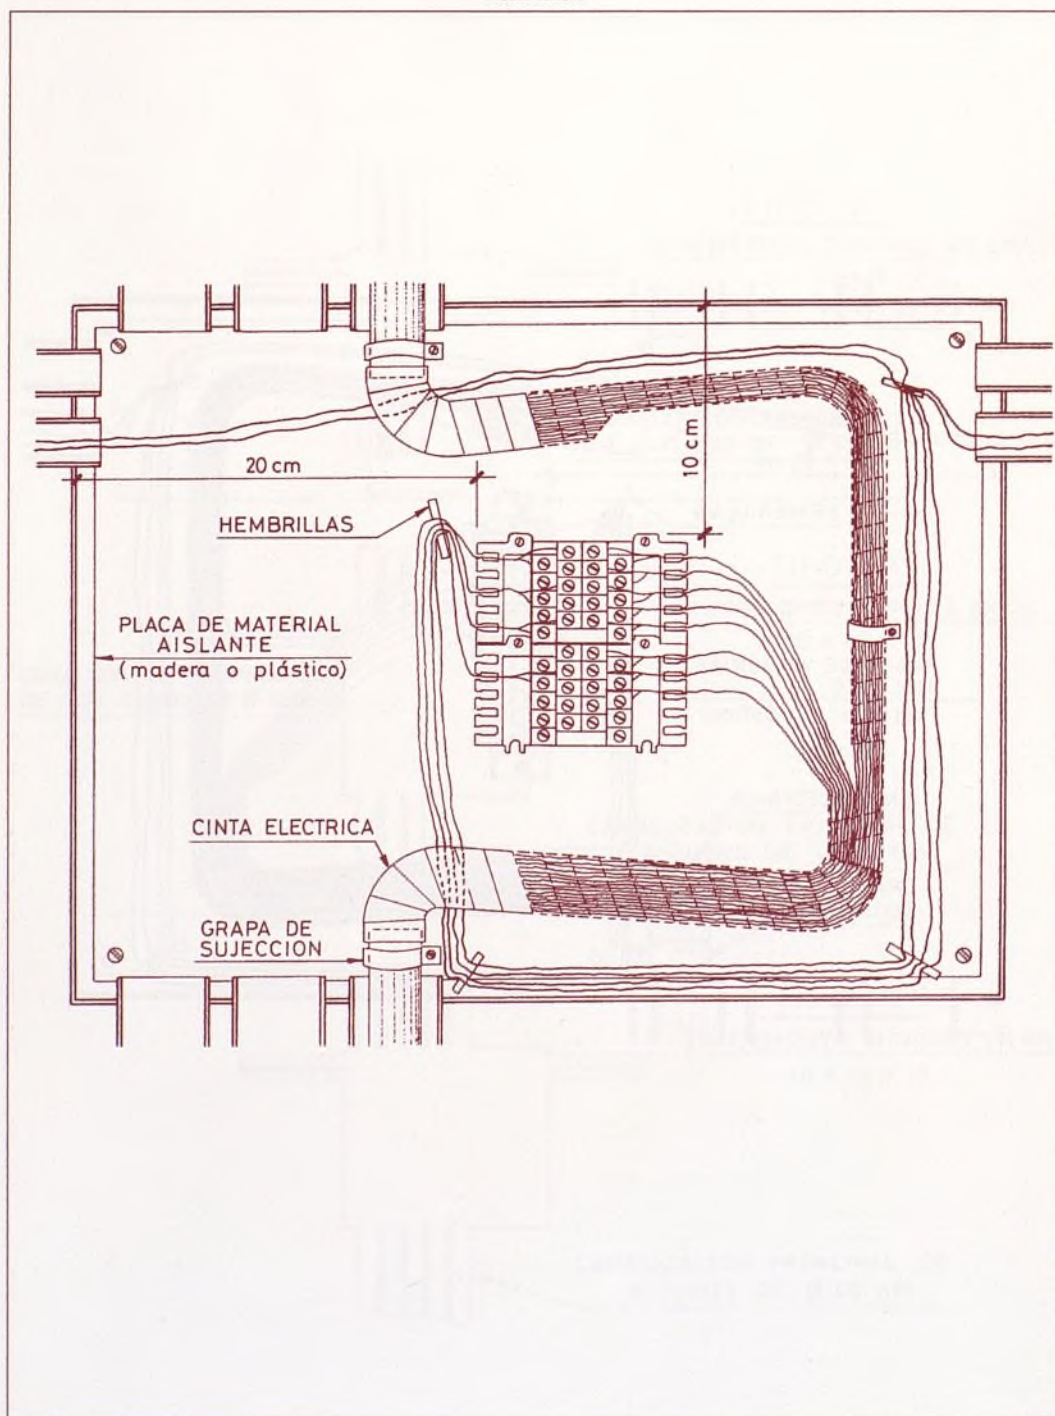 20 cm
10 cm
HEMBRILLAS
PLACA DE MATERIAL
AISLANTE
(madera o plástico)
CINTA ELECTRICA
GRAPA DE
SUJECCION